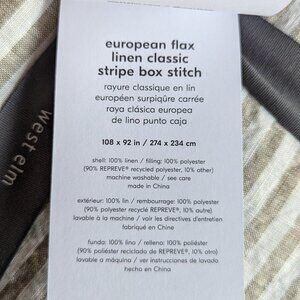 european flax
linen classic
stripe box stitch
rayure classique en lin
européen surpiqûre carrée
raya clásica europea
de lino punto caja
108 x 92 in / 274 x 234 cm
shell: 100% linen / filling: 100% polyester
(90% REPREVE® recycled polyester, 10% other)
machine washable / see care
made in China
extérieur: 100% lin / rembourrage: 100% polyester
(90% polyester recyclé REPREVE®, 10% autre)
lavable à la machine / voir les directives d'entretien
fabriqué en Chine
funda: 100% lino / relleno: 100% poliéster
(90% poliéster reciclado de REPREVE®, 10% otro)
lavable a máquina / ver instrucciones de lavado
hecho en China
west elm